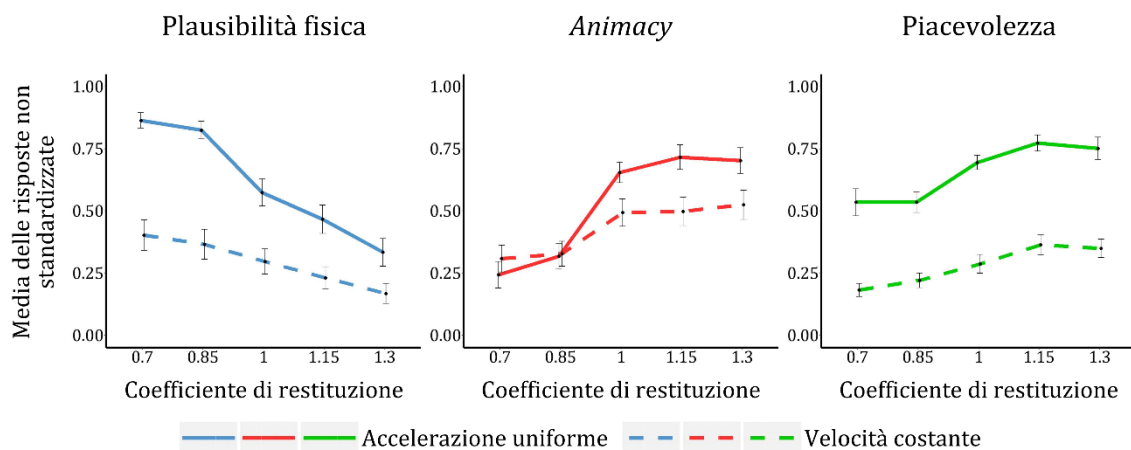 Plausibilità fisica
Animacy
Piacevolezza
Media delle risposte non
standardizzate
1.00
0.75
0.50
0.25
0.00
0.7 0.85 1 1.15 1.3
Coefficiente di restituzione
1.00
0.75
0.50
0.25
0.00
0.7 0.85 1 1.15 1.3
Coefficiente di restituzione
1.00
0.75
0.50
0.25
0.00
0.7 0.85 1 1.15 1.3
Coefficiente di restituzione
Accelerazione uniforme
Velocità costante